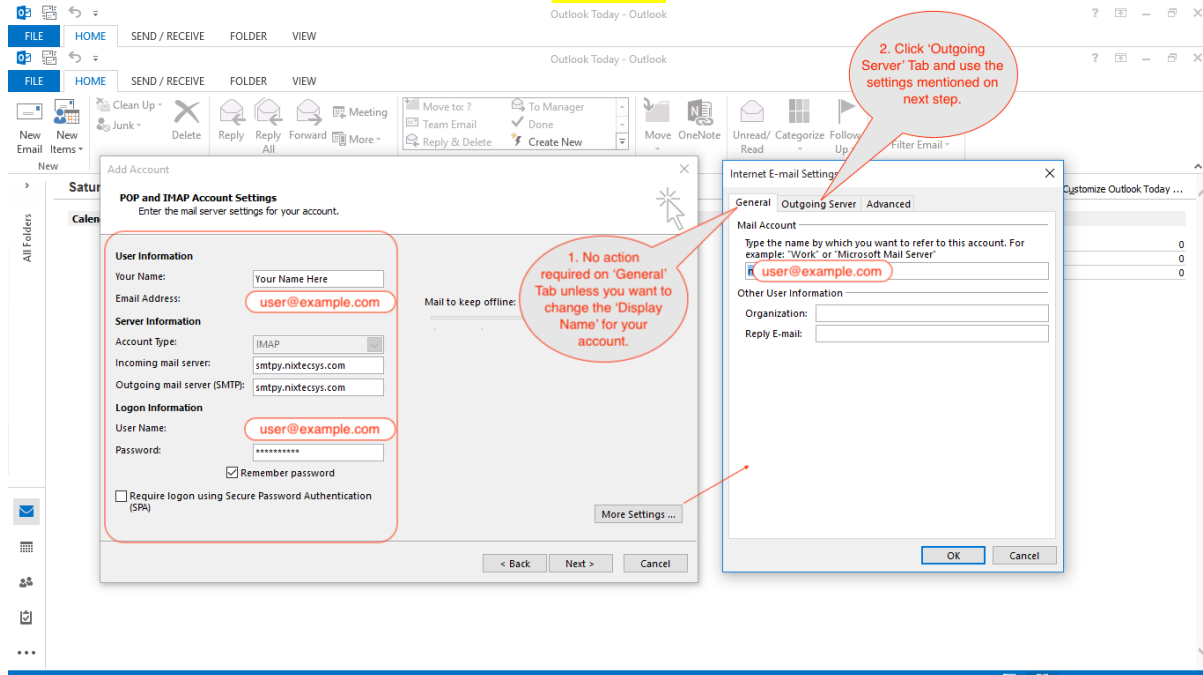 Outlook Today - Outlook
FILE HOME SEND / RECEIVE FOLDER VIEW
Outlook Today - Outlook
FILE HOME SEND / RECEIVE FOLDER VIEW
New Email
New Items
Clean Up
Junk
Delete
Reply
Reply All
Forward
Meeting
More
Move to: ?
Team Email
Reply & Delete
To Manager
Done
Create New
Move
OneNote
Unread/ Read
Categorize
Follow Up
Filter Email
New
2. Click ‘Outgoing
Server’ Tab and use the
settings mentioned on
next step.
All Folders
Satur
Calen
Customize Outlook Today ...
0
0
0
Add Account
POP and IMAP Account Settings
Enter the mail server settings for your account.
User Information
Your Name: Your Name Here
Email Address: user@example.com
Server Information
Account Type: IMAP
Incoming mail server: smtpy.nixtecsys.com
Outgoing mail server (SMTP): smtpy.nixtecsys.com
Logon Information
User Name: user@example.com
Password: **********
Remember password
Require logon using Secure Password Authentication
(SPA)
Mail to keep offline:
1. No action
required on ‘General’
Tab unless you want to
change the ‘Display
Name’ for your
account.
More Settings ...
< Back Next > Cancel
Internet E-mail Settings
General Outgoing Server Advanced
Mail Account
Type the name by which you want to refer to this account. For
example: "Work" or "Microsoft Mail Server"
user@example.com
Other User Information
Organization:
Reply E-mail:
OK Cancel